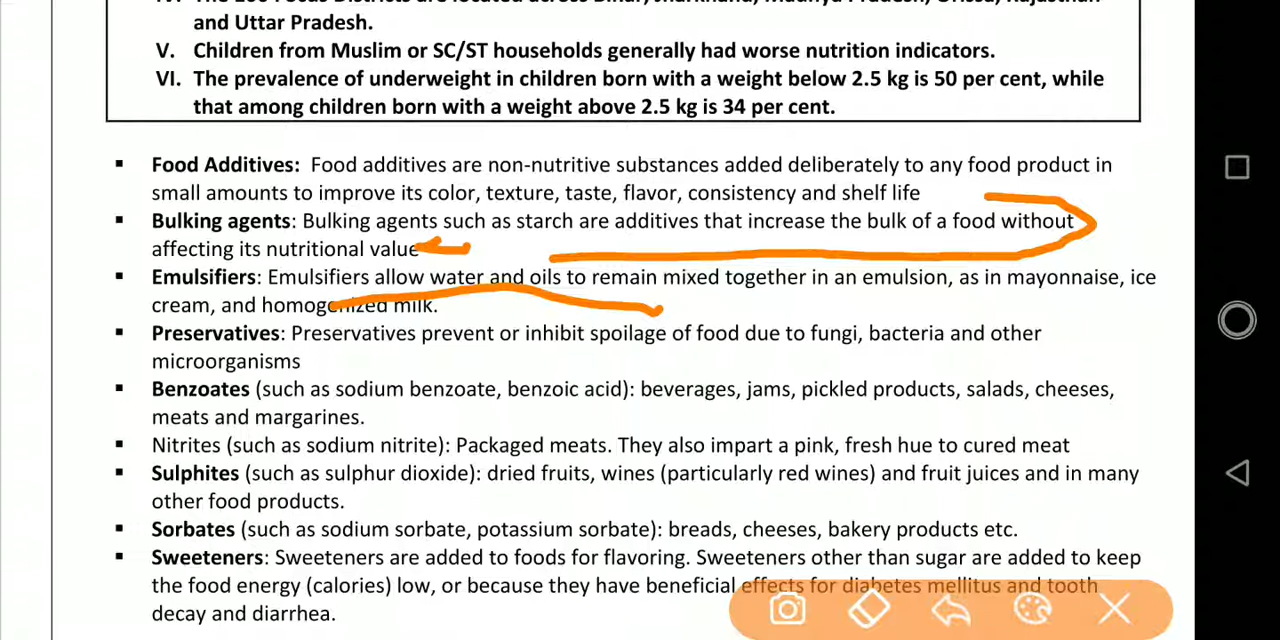 and Uttar Pradesh.
V. Children from Muslim or SC/ST households generally had worse nutrition indicators.
VI. The prevalence of underweight in children born with a weight below 2.5 kg is 50 per cent, while
that among children born with a weight above 2.5 kg is 34 per cent.
▪ Food Additives: Food additives are non-nutritive substances added deliberately to any food product in
small amounts to improve its color, texture, taste, flavor, consistency and shelf life
▪ Bulking agents: Bulking agents such as starch are additives that increase the bulk of a food without
affecting its nutritional value
▪ Emulsifiers: Emulsifiers allow water and oils to remain mixed together in an emulsion, as in mayonnaise, ice
cream, and homogenized milk.
▪ Preservatives: Preservatives prevent or inhibit spoilage of food due to fungi, bacteria and other
microorganisms
▪ Benzoates (such as sodium benzoate, benzoic acid): beverages, jams, pickled products, salads, cheeses,
meats and margarines.
▪ Nitrites (such as sodium nitrite): Packaged meats. They also impart a pink, fresh hue to cured meat
▪ Sulphites (such as sulphur dioxide): dried fruits, wines (particularly red wines) and fruit juices and in many
other food products.
▪ Sorbates (such as sodium sorbate, potassium sorbate): breads, cheeses, bakery products etc.
▪ Sweeteners: Sweeteners are added to foods for flavoring. Sweeteners other than sugar are added to keep
the food energy (calories) low, or because they have beneficial effects for diabetes mellitus and tooth
decay and diarrhea.